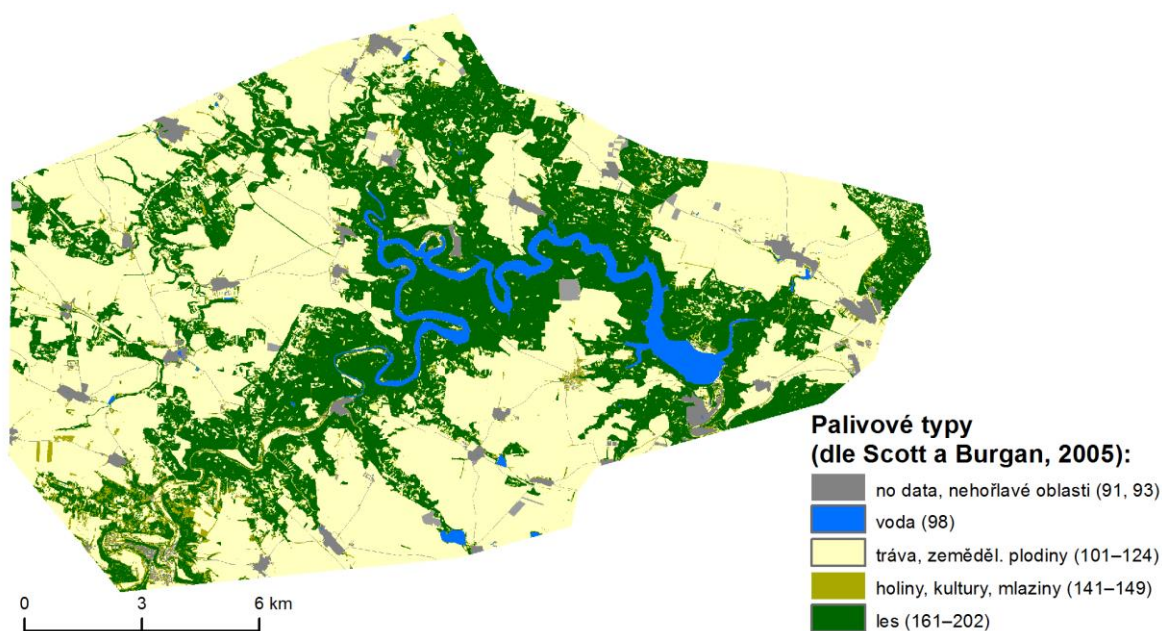 Palivové typy
(dle Scott a Burgan, 2005):
no data, nehořlavé oblasti (91, 93)
voda (98)
tráva, zeměděl. plodiny (101–124)
holiny, kultury, mlaziny (141–149)
les (161–202)
0 3 6 km